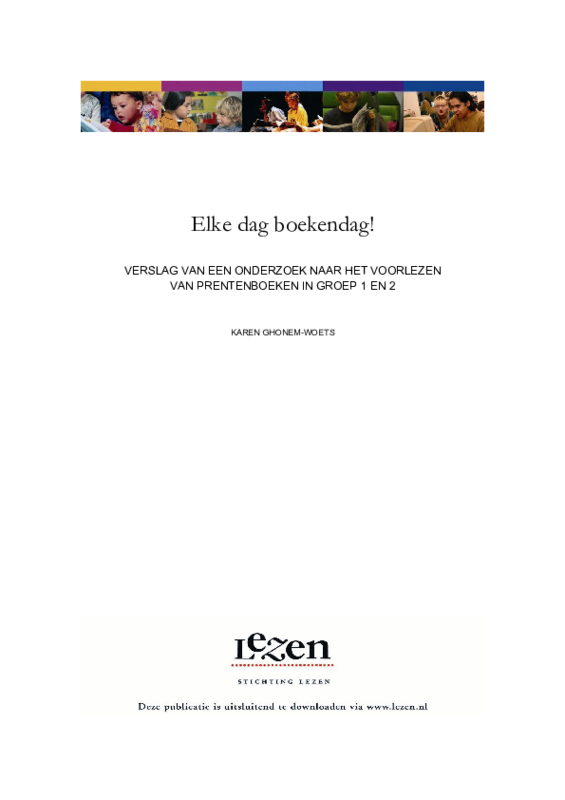 Elke dag boekendag!
VERSLAG VAN EEN ONDERZOEK NAAR HET VOORLEZEN
VAN PRENTENBOEKEN IN GROEP 1 EN 2
KAREN GHONEM-WOETS
Lezen
STICHTING LEZEN
Deze publicatie is uitsluitend te downloaden via www.lezen.nl